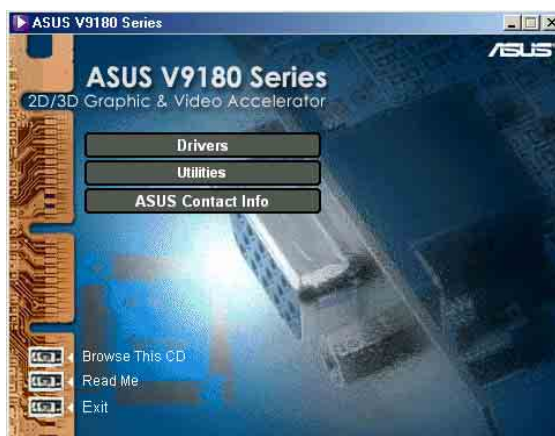 ASUS V9180 Series
ASUS
ASUS V9180 Series
2D/3D Graphic & Video Accelerator
Drivers
Utilities
ASUS Contact Info
Browse This CD
Read Me
Exit